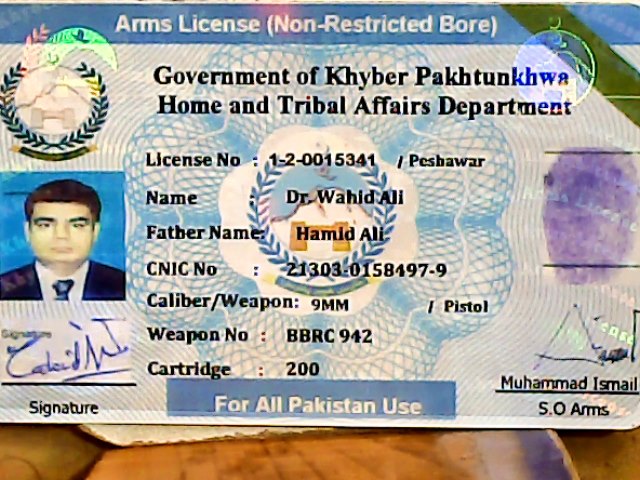 Arms License (Non-Restricted Bore)
Government of Khyber Pakhtunkhwa
Home and Tribal Affairs Department
License No : 1-2-0015341 / Peshawar
Name : Dr. Wahid Ali
Father Name: Hamid Ali
CNIC No : 21303-0158497-9
Caliber/Weapon: 9MM / Pistol
Weapon No : BBRC 942
Cartridge : 200
For All Pakistan Use
Signature
Signature
Muhammad Ismail
S.O Arms